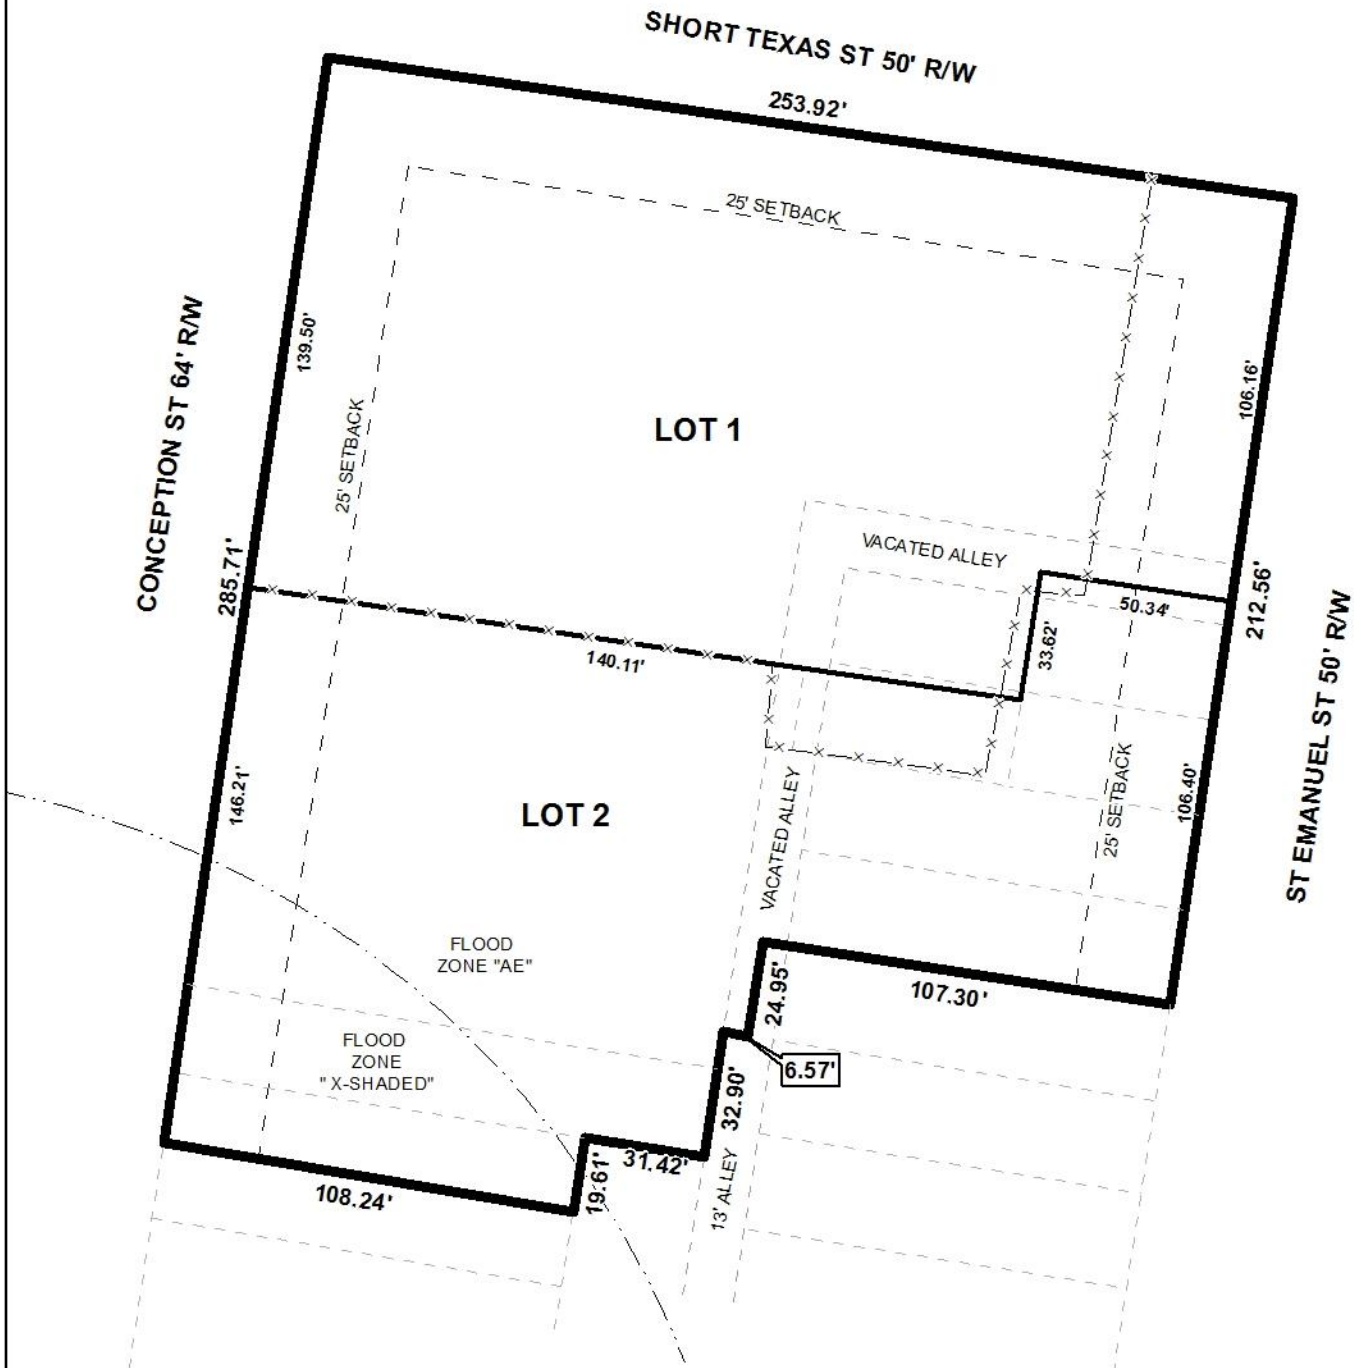 SHORT TEXAS ST 50' R/W
253.92'
25' SETBACK
139.50'
CONCEPTION ST 64' R/W
25' SETBACK
LOT 1
106.16'
VACATED ALLEY
285.71'
50.34'
212.56'
33.62'
140.11'
ST EMANUEL ST 50' R/W
146.21'
LOT 2
VACATED ALLEY
25' SETBACK
106.40'
FLOOD
ZONE "AE"
24.95'
107.30'
FLOOD
ZONE
" X-SHADED"
6.57'
32.90'
31.42'
19.61'
13' ALLEY
108.24'